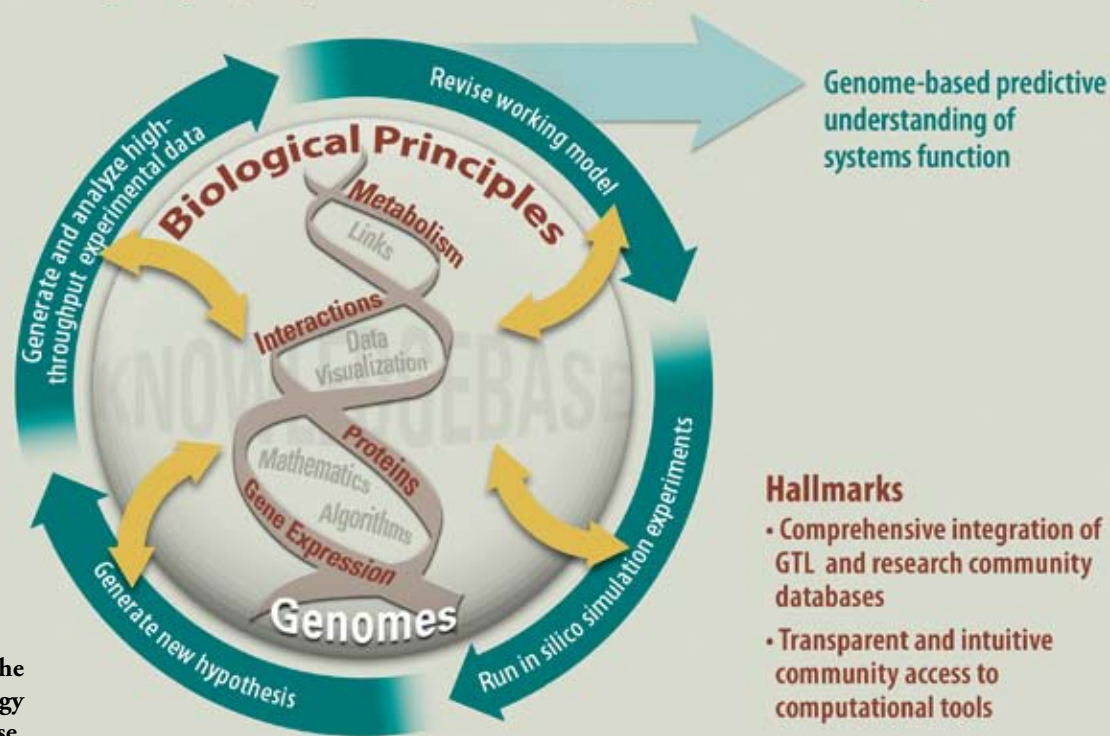 Revise working model
Genome-based predictive
understanding of
systems function
Generate and analyze high-
throughput experimental data
Biological Principles
Metabolism
Links
Interactions
Data
Visualization
KNOWLEDGEBASE
Proteins
Mathematics
Algorithms
Gene Expression
Genomes
Run in silico simulation experiments
Generate new hypothesis
Hallmarks
• Comprehensive integration of
GTL and research community
databases
• Transparent and intuitive
community access to
computational tools